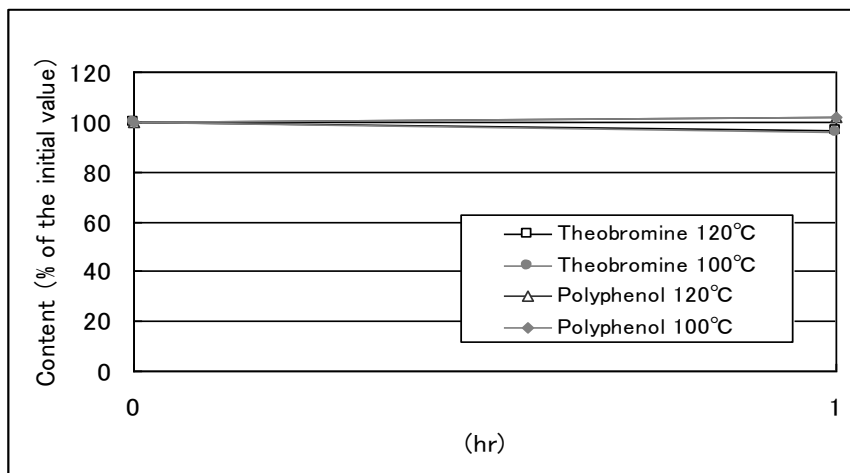 Content (% of the initial value)
120
100
80
60
40
20
0
Theobromine 120℃
Theobromine 100℃
Polyphenol 120℃
Polyphenol 100℃
0
1
(hr)